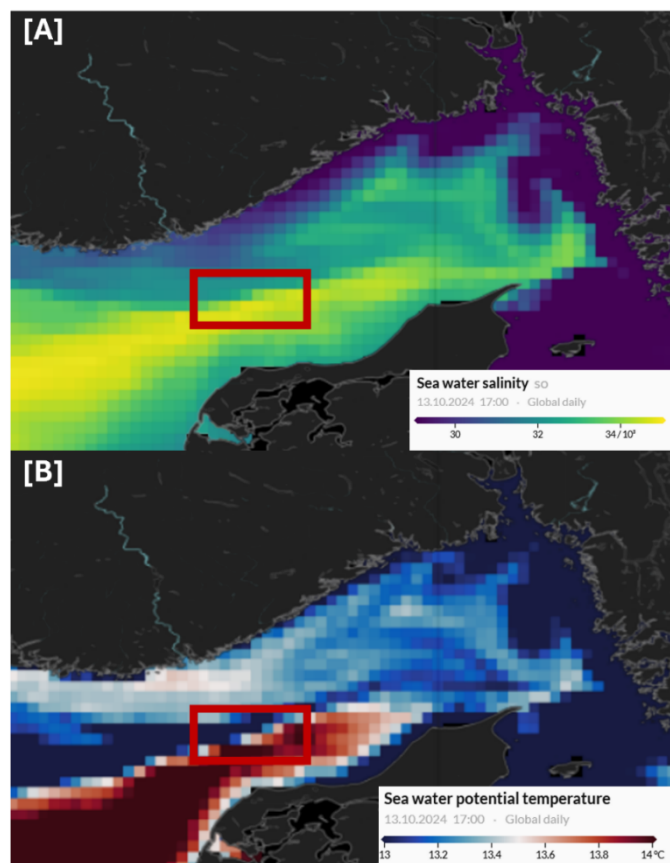 [A]
Sea water salinity so
13.10.2024 17:00 · Global daily
30 32 34 / 10³
[B]
Sea water potential temperature
13.10.2024 17:00 · Global daily
13 13,2 13,4 13,6 13,8 14 °C